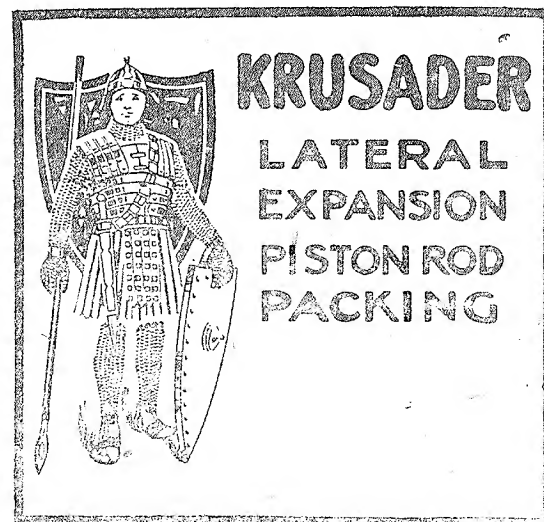 KRUSADER
LATERAL
EXPANSION
PISTON ROD
PACKING